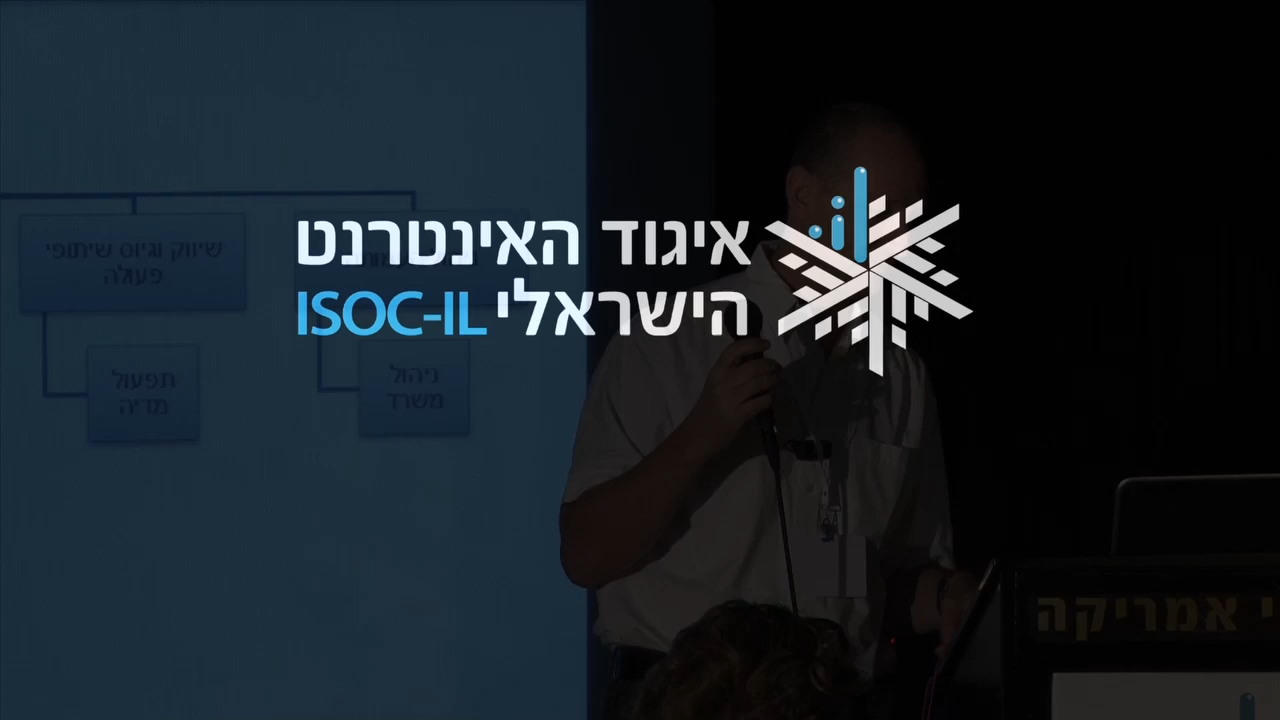 איגוד האינטרנט
הישראלי ISOC-IL
שיווק וגיוס שיתופי
פעולה
ניהול
משרד
תפעול
מדיה
י אמריקה